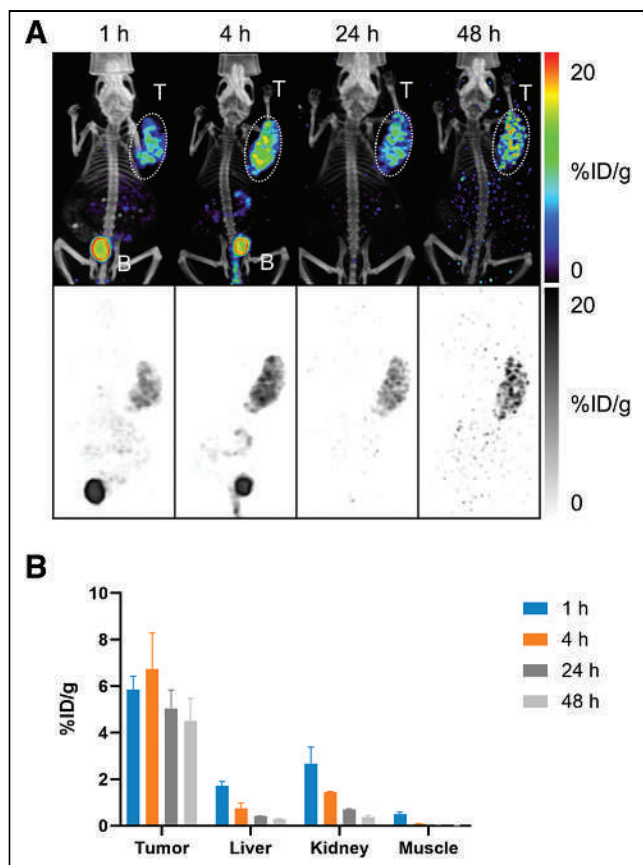 A
1 h 4 h 24 h 48 h
T T T T
B B
20
%ID/g
0
20
%ID/g
0
B
10
8
6
4
2
0
%ID/g
Tumor Liver Kidney Muscle
1 h
4 h
24 h
48 h